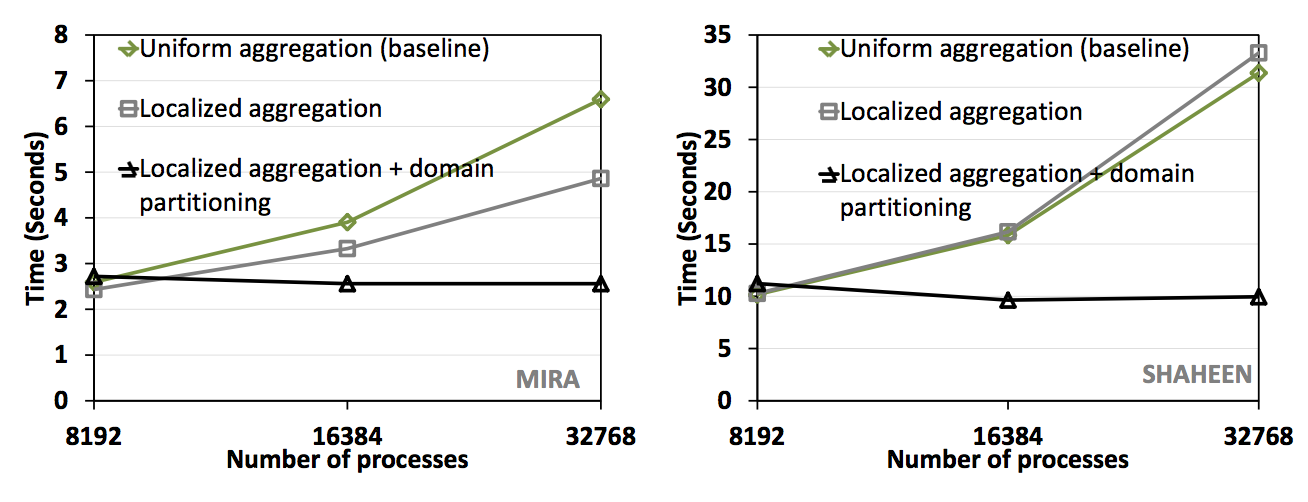 8
7
6
5
4
3
2
1
0
Time (Seconds)
Uniform aggregation (baseline)
Localized aggregation
Localized aggregation + domain
partitioning
MIRA
8192
16384
32768
Number of processes
35
30
25
20
15
10
5
0
Time (Seconds)
Uniform aggregation (baseline)
Localized aggregation
Localized aggregation + domain
partitioning
SHAHEEN
8192
16384
32768
Number of processes